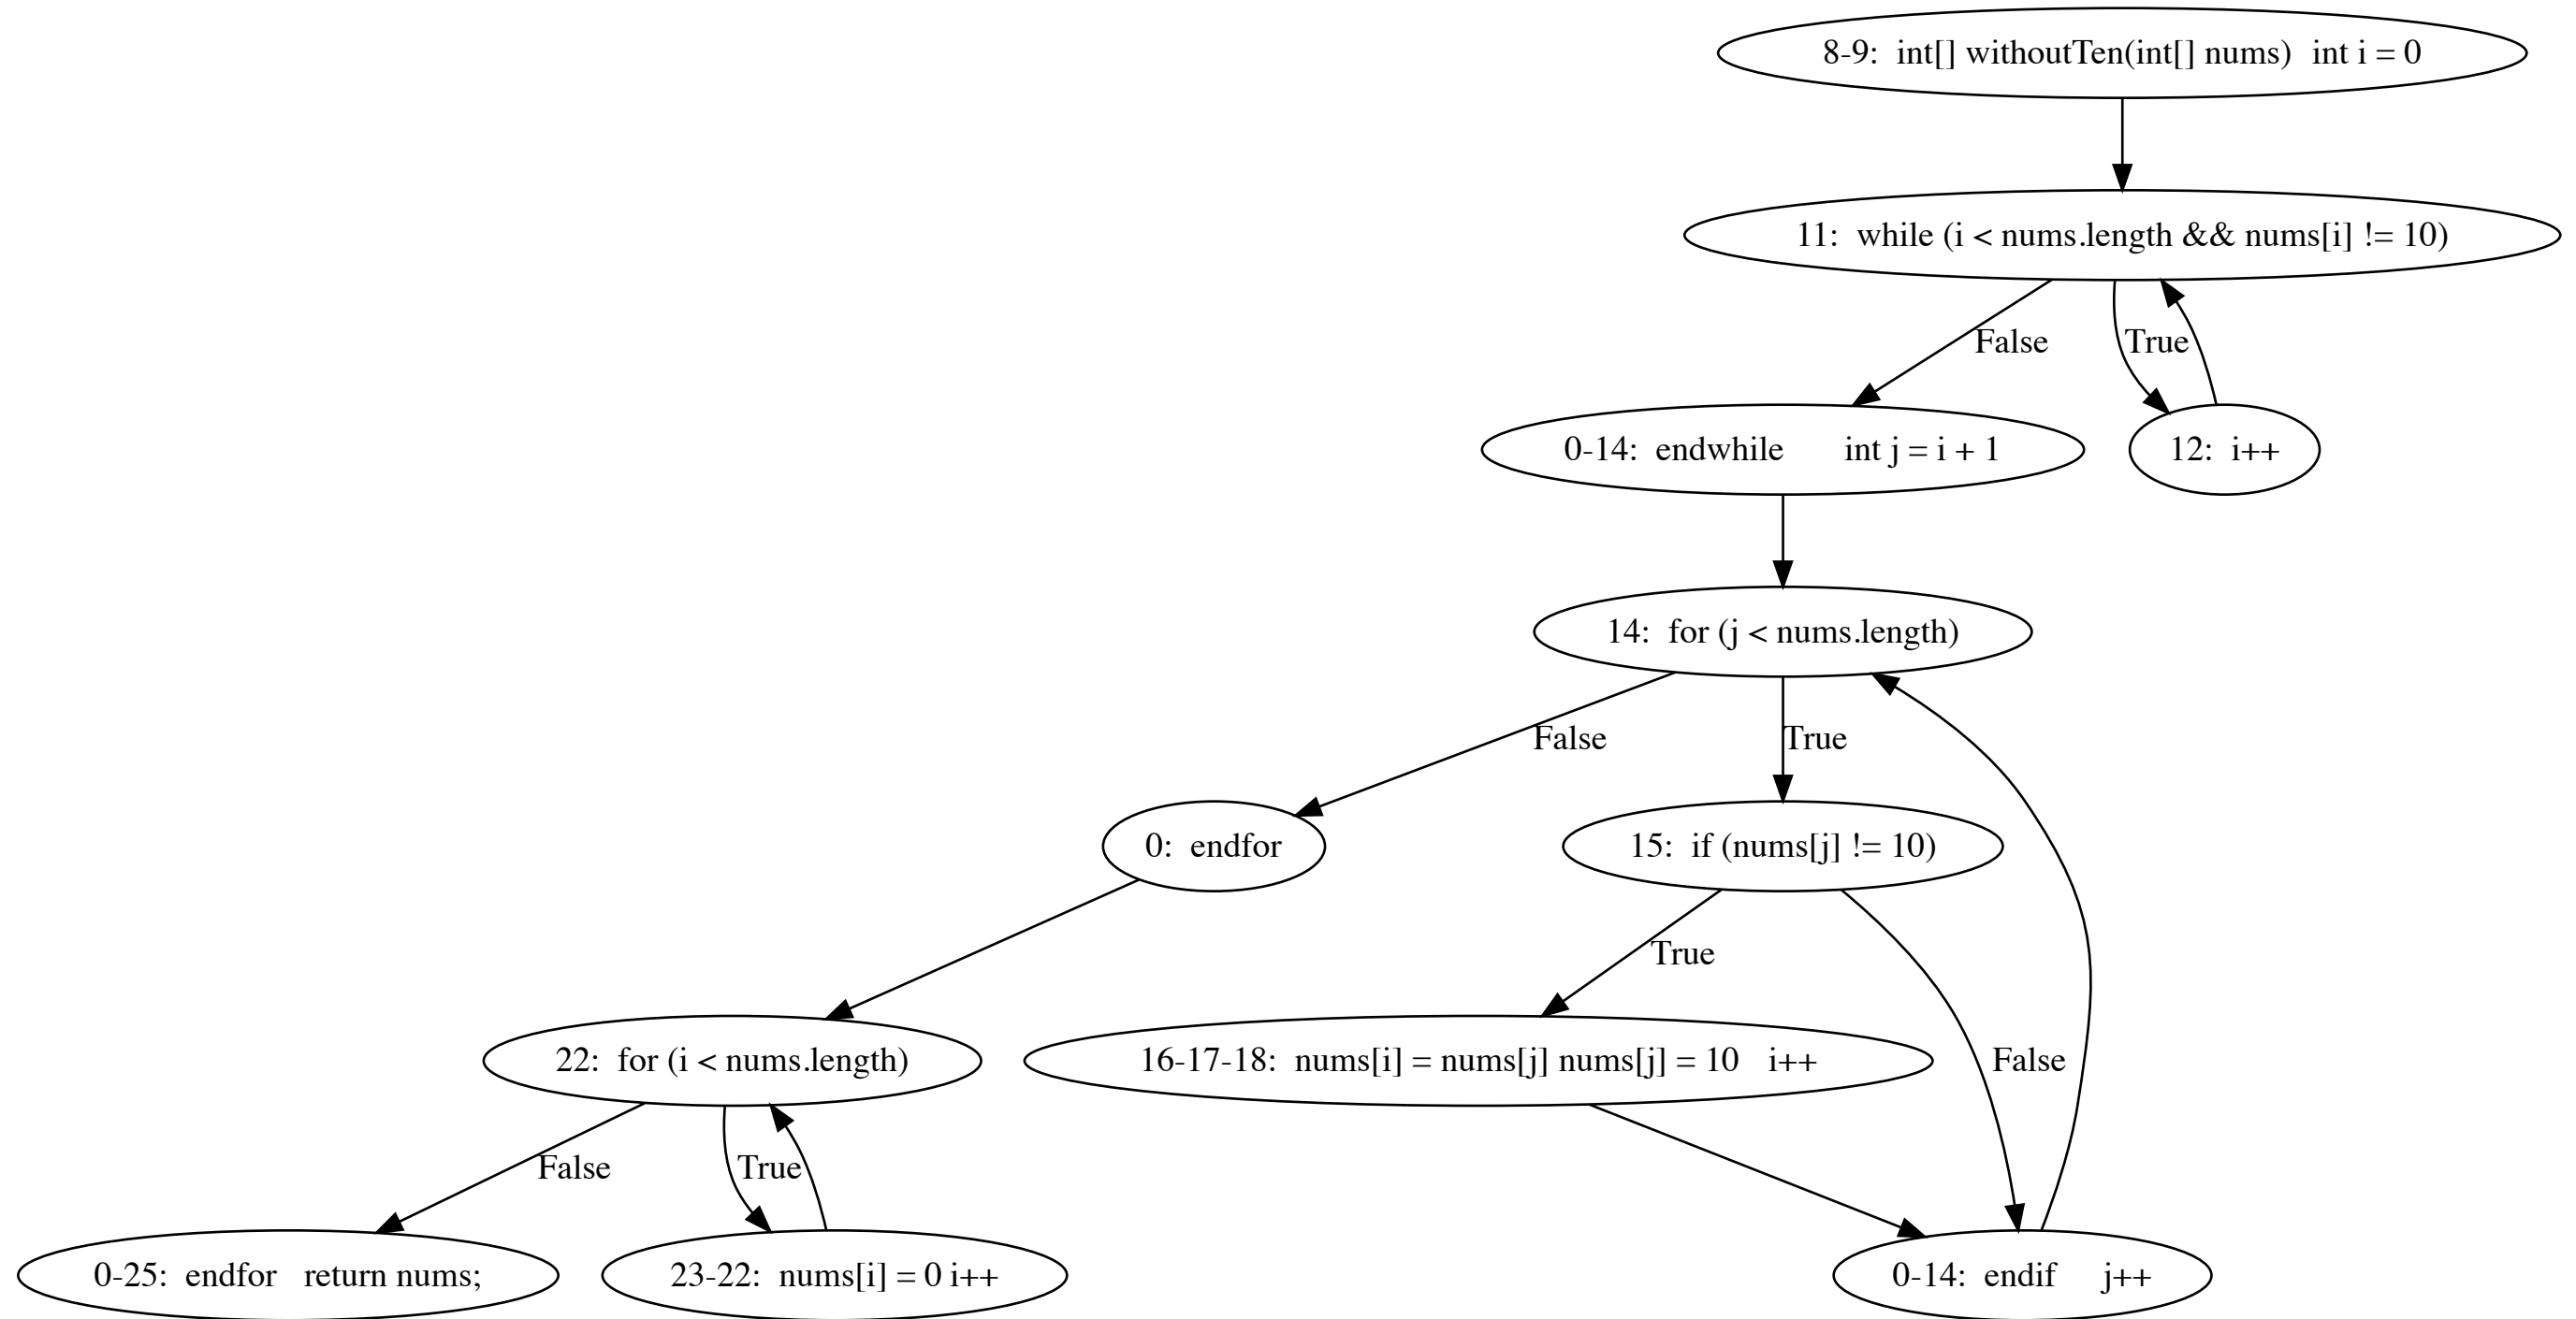 8-9:  int[] withoutTen(int[] nums)  int i = 0
11:  while (i < nums.length && nums[i] != 10)
False
True
0-14:  endwhile      int j = i + 1
12:  i++
14:  for (j < nums.length)
False
True
0:  endfor
15:  if (nums[j] != 10)
True
22:  for (i < nums.length)
16-17-18:  nums[i] = nums[j] nums[j] = 10   i++
False
False
True
0-25:  endfor   return nums;
23-22:  nums[i] = 0 i++
0-14:  endif     j++